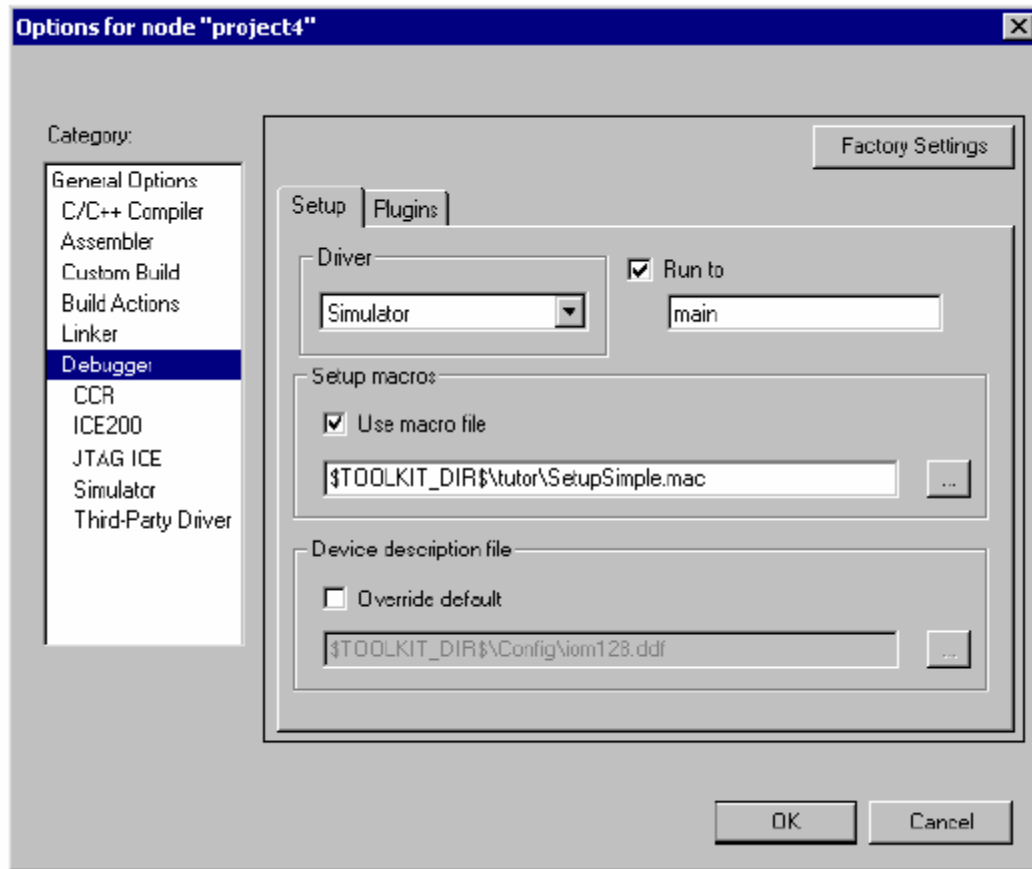 Options for node "project4"
Category:
General Options
C/C++ Compiler
Assembler
Custom Build
Build Actions
Linker
Debugger
CCR
ICE200
JTAG ICE
Simulator
Third-Party Driver
Factory Settings
Setup
Plugins
Driver
Simulator
Run to
main
Setup macros
Use macro file
$TOOLKIT_DIR$\tutor\SetupSimple.mac
...
Device description file
Override default
$TOOLKIT_DIR$\Config\iom128.ddf
...
OK
Cancel